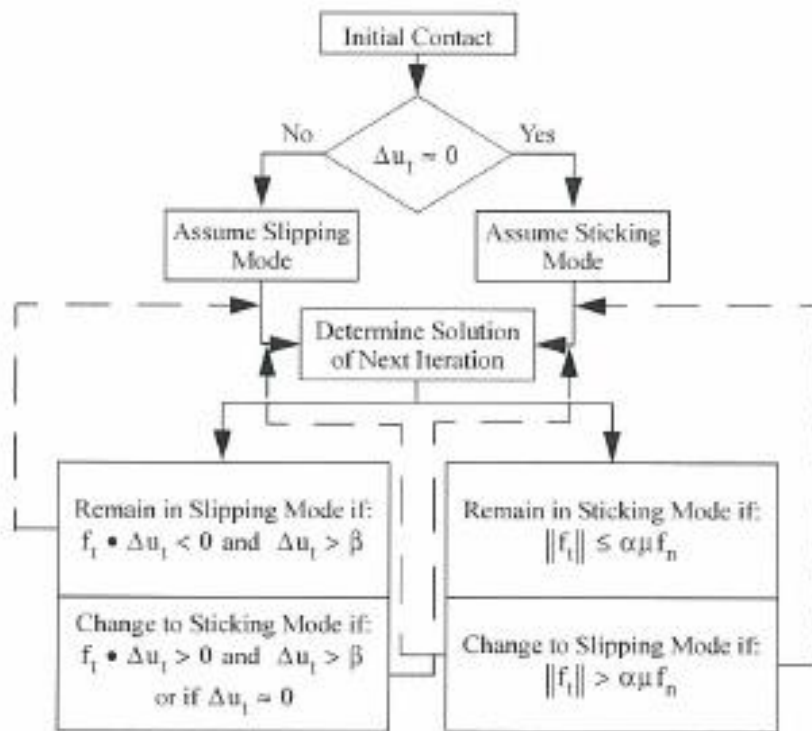 Initial Contact
No
Yes
Δu_t ≈ 0
Assume Slipping
Mode
Assume Sticking
Mode
Determine Solution
of Next Iteration
Remain in Slipping Mode if:
f_t • Δu_t < 0 and Δu_t > β
Change to Sticking Mode if:
f_t • Δu_t > 0 and Δu_t > β
or if Δu_t ≈ 0
Remain in Sticking Mode if:
||f_t|| ≤ αμf_n
Change to Slipping Mode if:
||f_t|| > αμf_n